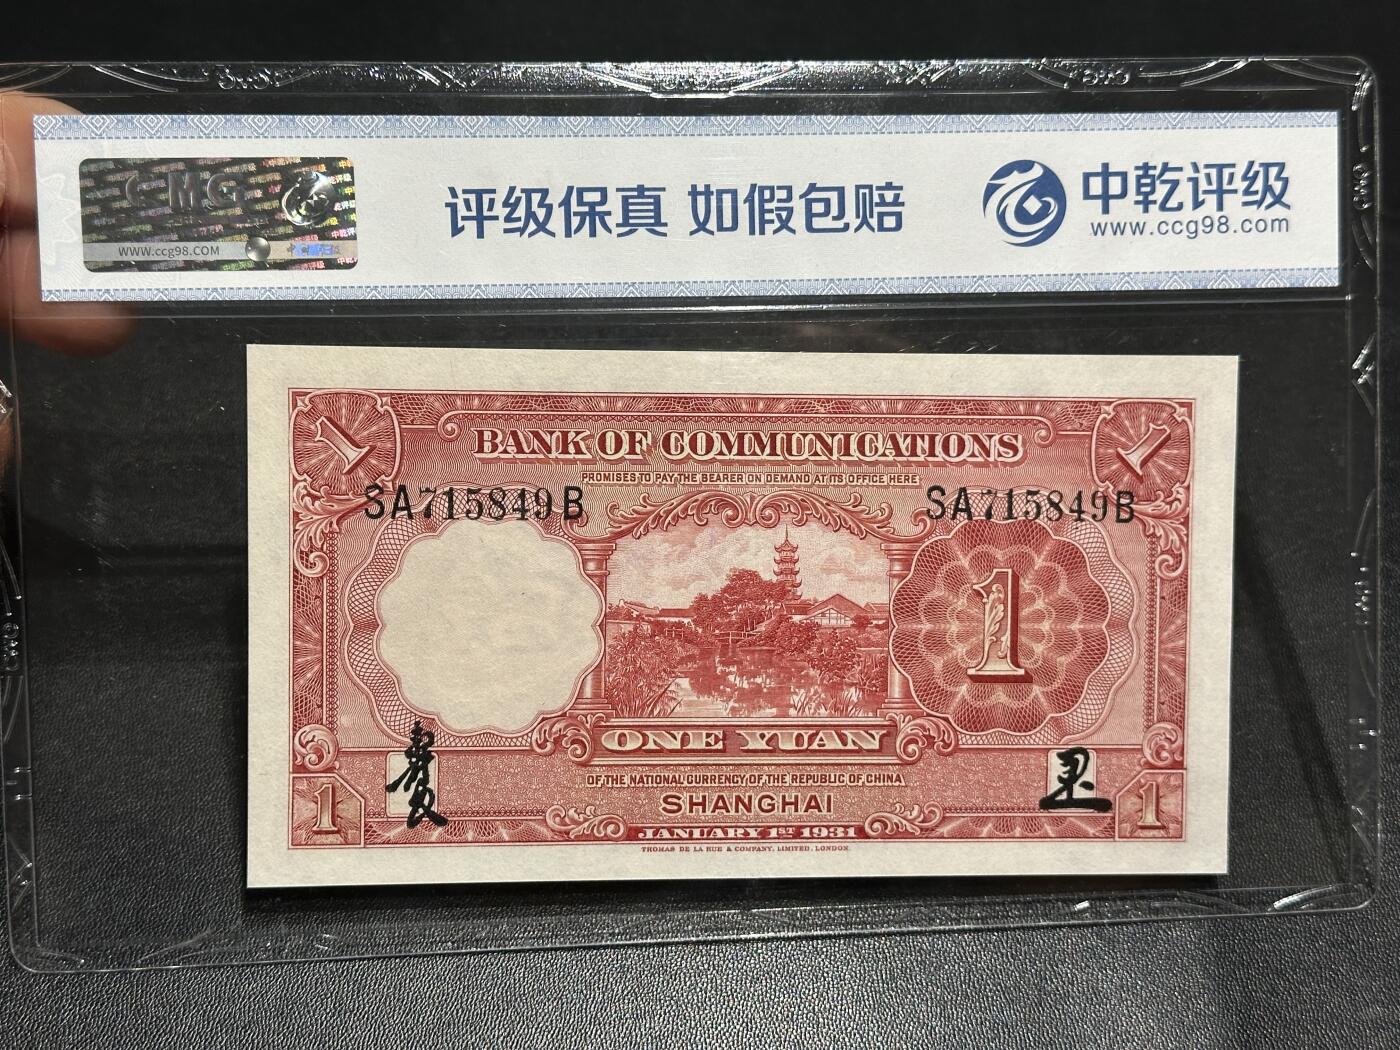 CMG
WWW.ccg98.COM
评级保真 如假包赔
中乾评级
www.ccg98.com
1
1
BANK OF COMMUNICATIONS
PROMISES TO PAY THE BEARER ON DEMAND AT ITS OFFICE HERE
SA715849B
SA715849B
1
ONE YUAN
OF THE NATIONAL CURRENCY OF THE REPUBLIC OF CHINA
SHANGHAI
JANUARY 1ST 1931
1
1
THOMAS DE LA RUE & COMPANY, LIMITED, LONDON.